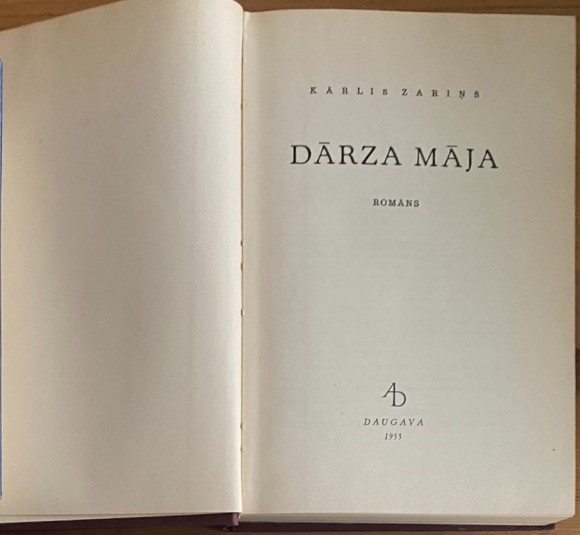 KĀRLIS ZARIŅŠ
DĀRZA MĀJA
ROMĀNS
AD
DAUGAVA
1955